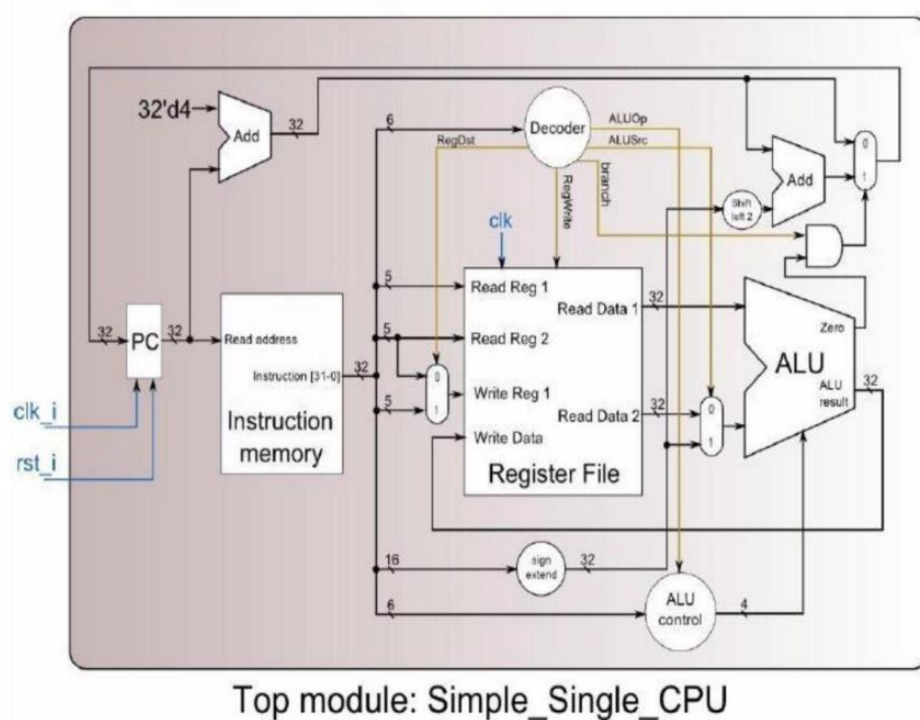 32'd4
Add
32
6
Decoder
ALUOp
ALUSrc
RegDst
RegWrite
branch
0
1
Add
Shift left 2
clk
5
Read Reg 1
Read Data 1
32
5
Read Reg 2
32
PC
32
Read address
Instruction [31-0]
32
Instruction
memory
0
1
5
Write Reg 1
Read Data 2
32
Write Data
Register File
0
1
Zero
ALU
ALU
result
32
clk_i
rst_i
16
sign
extend
32
6
ALU
control
4
Top module: Simple_Single_CPU